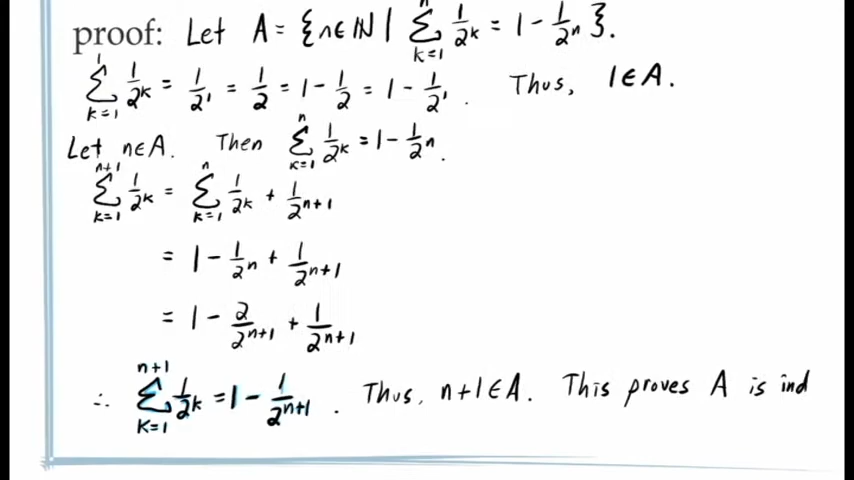 proof: Let A = {n∈ℕ | ∑_{k=1}^{n} 1/2^k = 1 - 1/2^n}.
∑_{k=1}^{1} 1/2^k = 1/2^1 = 1/2 = 1 - 1/2 = 1 - 1/2^1. Thus, 1∈A.
Let n∈A. Then ∑_{k=1}^{n} 1/2^k = 1 - 1/2^n.
∑_{k=1}^{n+1} 1/2^k = ∑_{k=1}^{n} 1/2^k + 1/2^{n+1}
= 1 - 1/2^n + 1/2^{n+1}
= 1 - 2/2^{n+1} + 1/2^{n+1}
∴ ∑_{k=1}^{n+1} 1/2^k = 1 - 1/2^{n+1}. Thus, n+1∈A. This proves A is ind